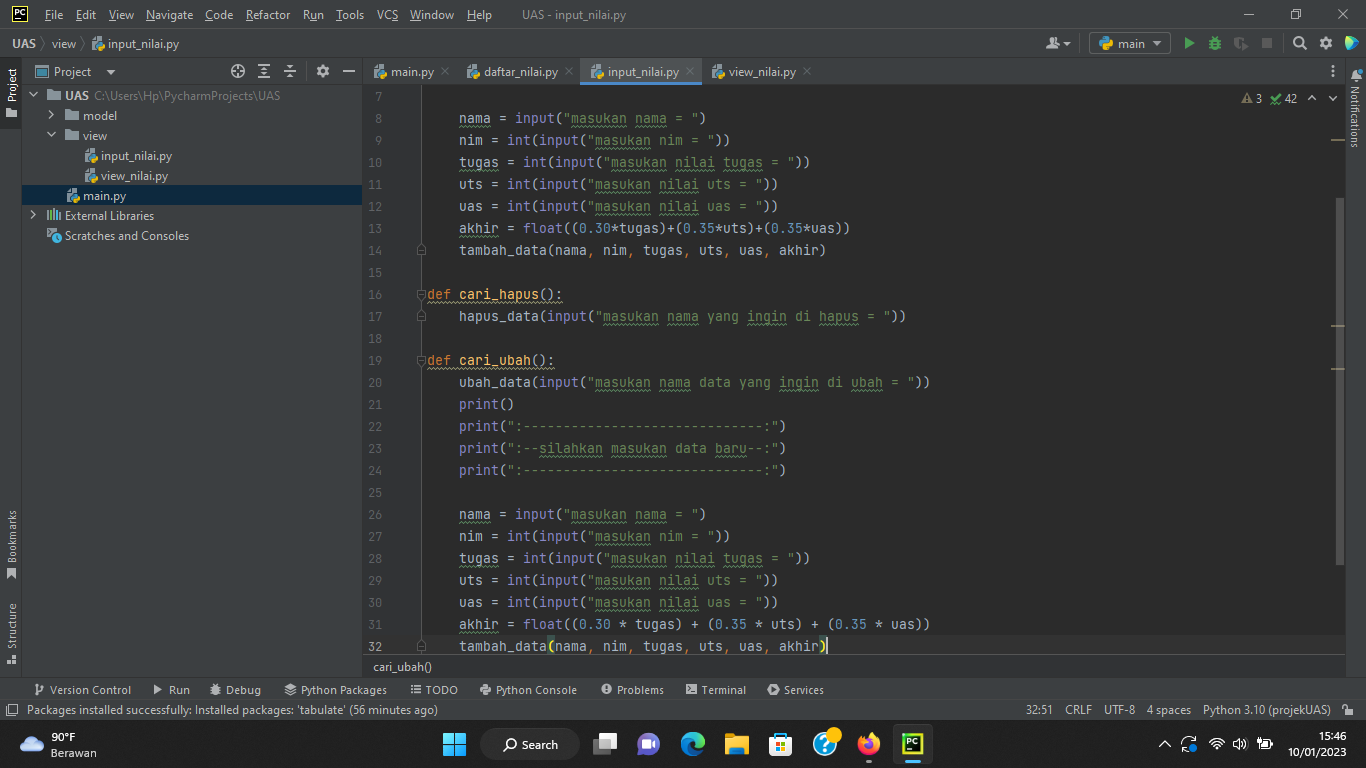 PC File Edit View Navigate Code Refactor Run Tools VCS Window Help UAS - input_nilai.py
UAS view input_nilai.py main
Project main.py daftar_nilai.py input_nilai.py view_nilai.py
Project
Notifications
UAS C:\Users\Hp\PycharmProjects\UAS
model
view
input_nilai.py
view_nilai.py
main.py
External Libraries
Scratches and Consoles
3 42
7
8 nama = input("masukan nama = ")
9 nim = int(input("masukan nim = "))
10 tugas = int(input("masukan nilai tugas = "))
11 uts = int(input("masukan nilai uts = "))
12 uas = int(input("masukan nilai uas = "))
13 akhir = float((0.30*tugas)+(0.35*uts)+(0.35*uas))
14 tambah_data(nama, nim, tugas, uts, uas, akhir)
15
16 def cari_hapus():
17 hapus_data(input("masukan nama yang ingin di hapus = "))
18
19 def cari_ubah():
20 ubah_data(input("masukan nama data yang ingin di ubah = "))
21 print()
22 print(":------------------------------:")
23 print(":--silahkan masukan data baru--:")
24 print(":------------------------------:")
25
26 nama = input("masukan nama = ")
27 nim = int(input("masukan nim = "))
28 tugas = int(input("masukan nilai tugas = "))
29 uts = int(input("masukan nilai uts = "))
30 uas = int(input("masukan nilai uas = "))
31 akhir = float((0.30 * tugas) + (0.35 * uts) + (0.35 * uas))
32 tambah_data(nama, nim, tugas, uts, uas, akhir)
Bookmarks
Structure
cari_ubah()
Version Control Run Debug Python Packages TODO Python Console Problems Terminal Services
Packages installed successfully: Installed packages: 'tabulate' (56 minutes ago) 32:51 CRLF UTF-8 4 spaces Python 3.10 (projekUAS)
90°F
Berawan
Search
PC
15:46
10/01/2023